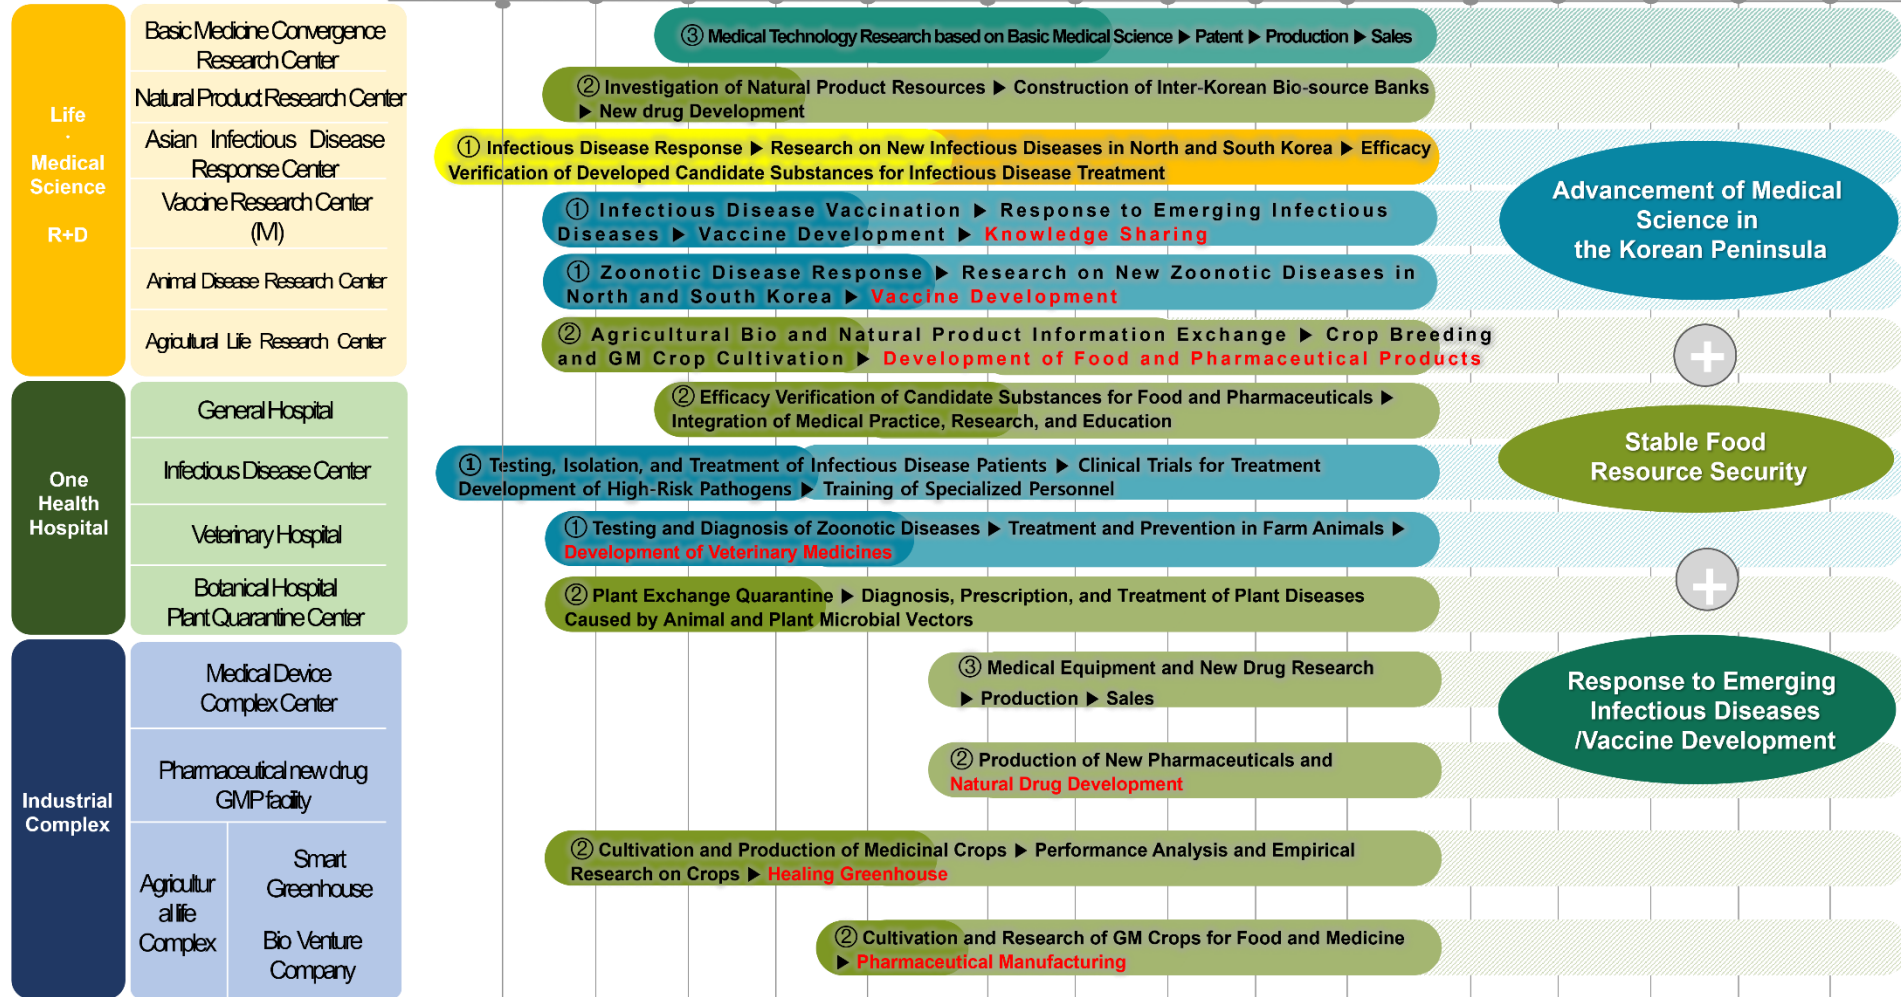 Life
·
Medical
Science
R+D
Basic Medicine Convergence
Research Center
③ Medical Technology Research based on Basic Medical Science ▶ Patent ▶ Production ▶ Sales
Natural Product Research Center
② Investigation of Natural Product Resources ▶ Construction of Inter-Korean Bio-source Banks
▶ New drug Development
Asian Infectious Disease
Response Center
① Infectious Disease Response ▶ Research on New Infectious Diseases in North and South Korea ▶ Efficacy
Verification of Developed Candidate Substances for Infectious Disease Treatment
Vaccine Research Center
(IVI)
① Infectious Disease Vaccination ▶ Response to Emerging Infectious
Diseases ▶ Vaccine Development ▶ Knowledge Sharing
Animal Disease Research Center
① Zoonotic Disease Response ▶ Research on New Zoonotic Diseases in
North and South Korea ▶ Vaccine Development
Agricultural Life Research Center
② Agricultural Bio and Natural Product Information Exchange ▶ Crop Breeding
and GM Crop Cultivation ▶ Development of Food and Pharmaceutical Products
One
Health
Hospital
General Hospital
② Efficacy Verification of Candidate Substances for Food and Pharmaceuticals ▶
Integration of Medical Practice, Research, and Education
Infectious Disease Center
① Testing, Isolation, and Treatment of Infectious Disease Patients ▶ Clinical Trials for Treatment
Development of High-Risk Pathogens ▶ Training of Specialized Personnel
Veterinary Hospital
① Testing and Diagnosis of Zoonotic Diseases ▶ Treatment and Prevention in Farm Animals ▶
Development of Veterinary Medicines
Botanical Hospital
Plant Quarantine Center
② Plant Exchange Quarantine ▶ Diagnosis, Prescription, and Treatment of Plant Diseases
Caused by Animal and Plant Microbial Vectors
Industrial
Complex
Medical Device
Complex Center
③ Medical Equipment and New Drug Research
▶ Production ▶ Sales
Pharmaceutical new drug
GMP facility
② Production of New Pharmaceuticals and
Natural Drug Development
Agricultur
al life
Complex
Smart
Greenhouse
② Cultivation and Production of Medicinal Crops ▶ Performance Analysis and Empirical
Research on Crops ▶ Healing Greenhouse
Bio Venture
Company
② Cultivation and Research of GM Crops for Food and Medicine
▶ Pharmaceutical Manufacturing
Advancement of Medical
Science in
the Korean Peninsula
+
Stable Food
Resource Security
+
Response to Emerging
Infectious Diseases
/Vaccine Development